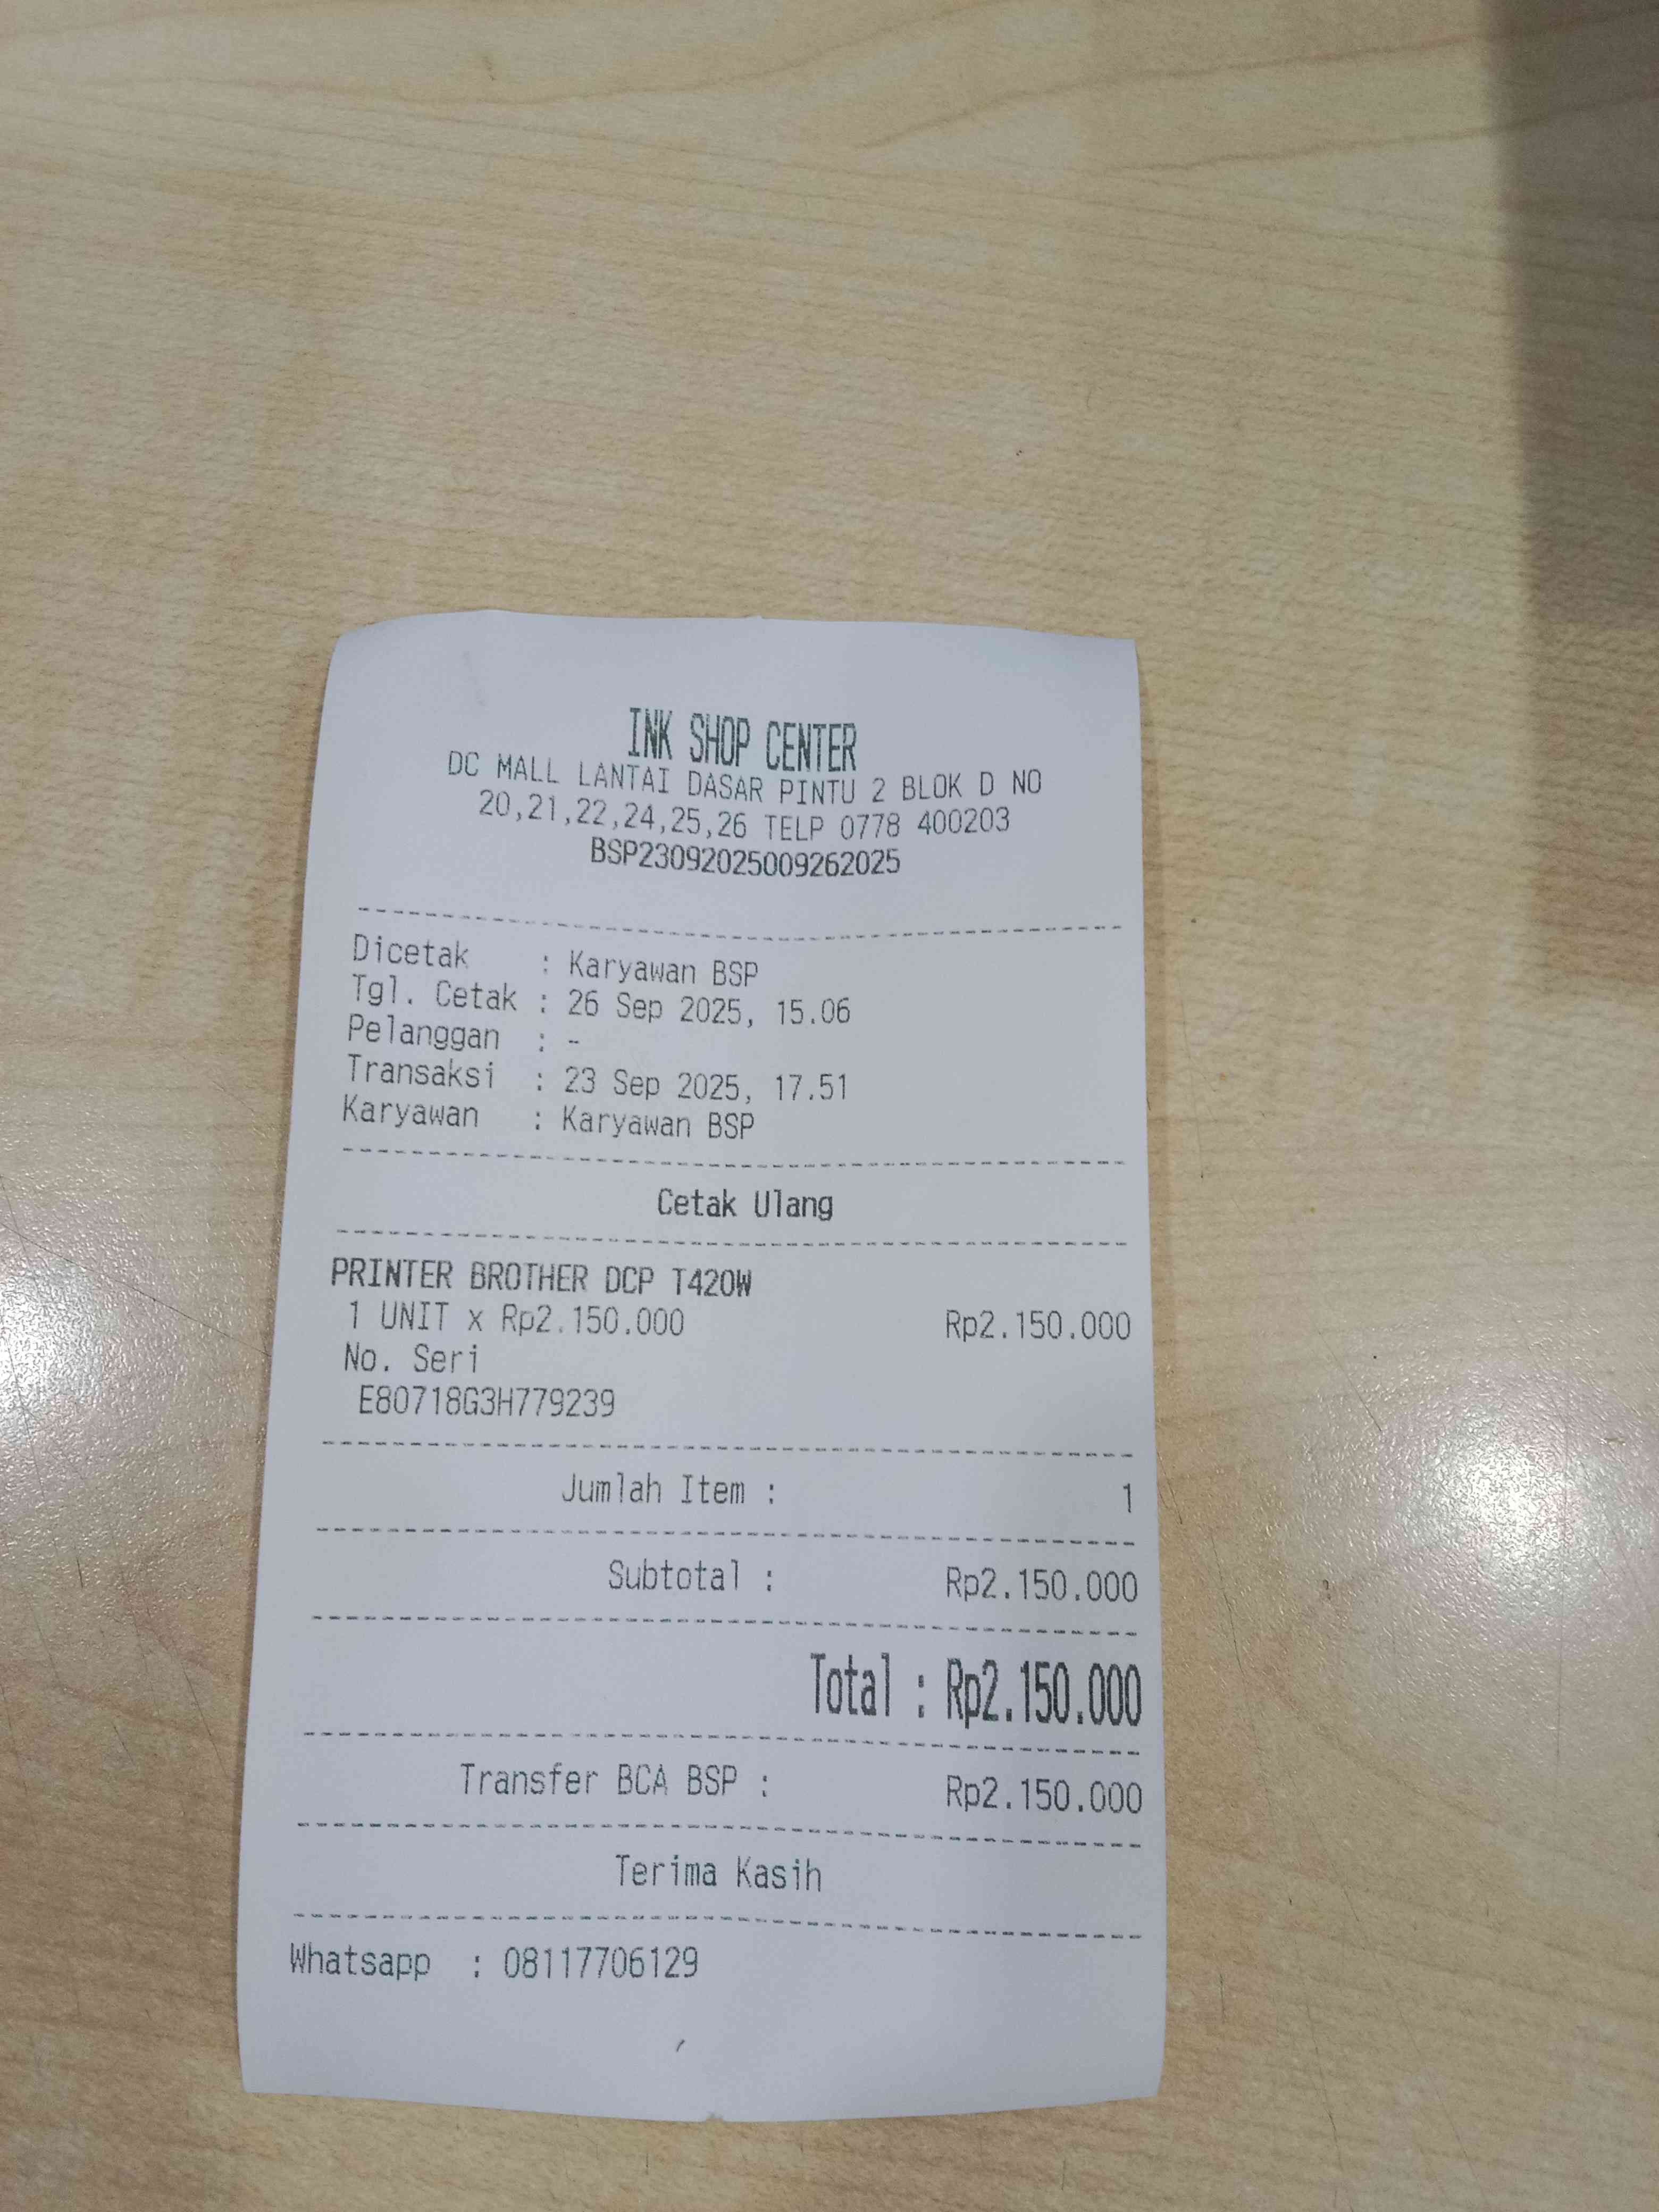 INK SHOP CENTER
DC MALL LANTAI DASAR PINTU 2 BLOK D NO
20,21,22,24,25,26 TELP 0778 400203
BSP23092025009262025
Dicetak : Karyawan BSP
Tgl. Cetak : 26 Sep 2025, 15.06
Pelanggan : -
Transaksi : 23 Sep 2025, 17.51
Karyawan : Karyawan BSP
Cetak Ulang
PRINTER BROTHER DCP T420W
1 UNIT x Rp2.150.000 Rp2.150.000
No. Seri
E80718G3H779239
Jumlah Item : 1
Subtotal : Rp2.150.000
Total : Rp2.150.000
Transfer BCA BSP : Rp2.150.000
Terima Kasih
Whatsapp : 08117706129